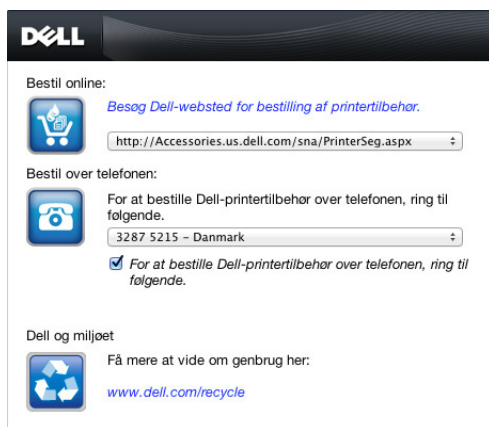 DELL
Bestil online:
Besøg Dell-websted for bestilling af printertilbehør.
http://Accessories.us.dell.com/sna/PrinterSeg.aspx
Bestil over telefonen:
For at bestille Dell-printertilbehør over telefonen, ring til
følgende.
3287 5215 – Danmark
For at bestille Dell-printertilbehør over telefonen, ring til
følgende.
Dell og miljøet
Få mere at vide om genbrug her:
www.dell.com/recycle